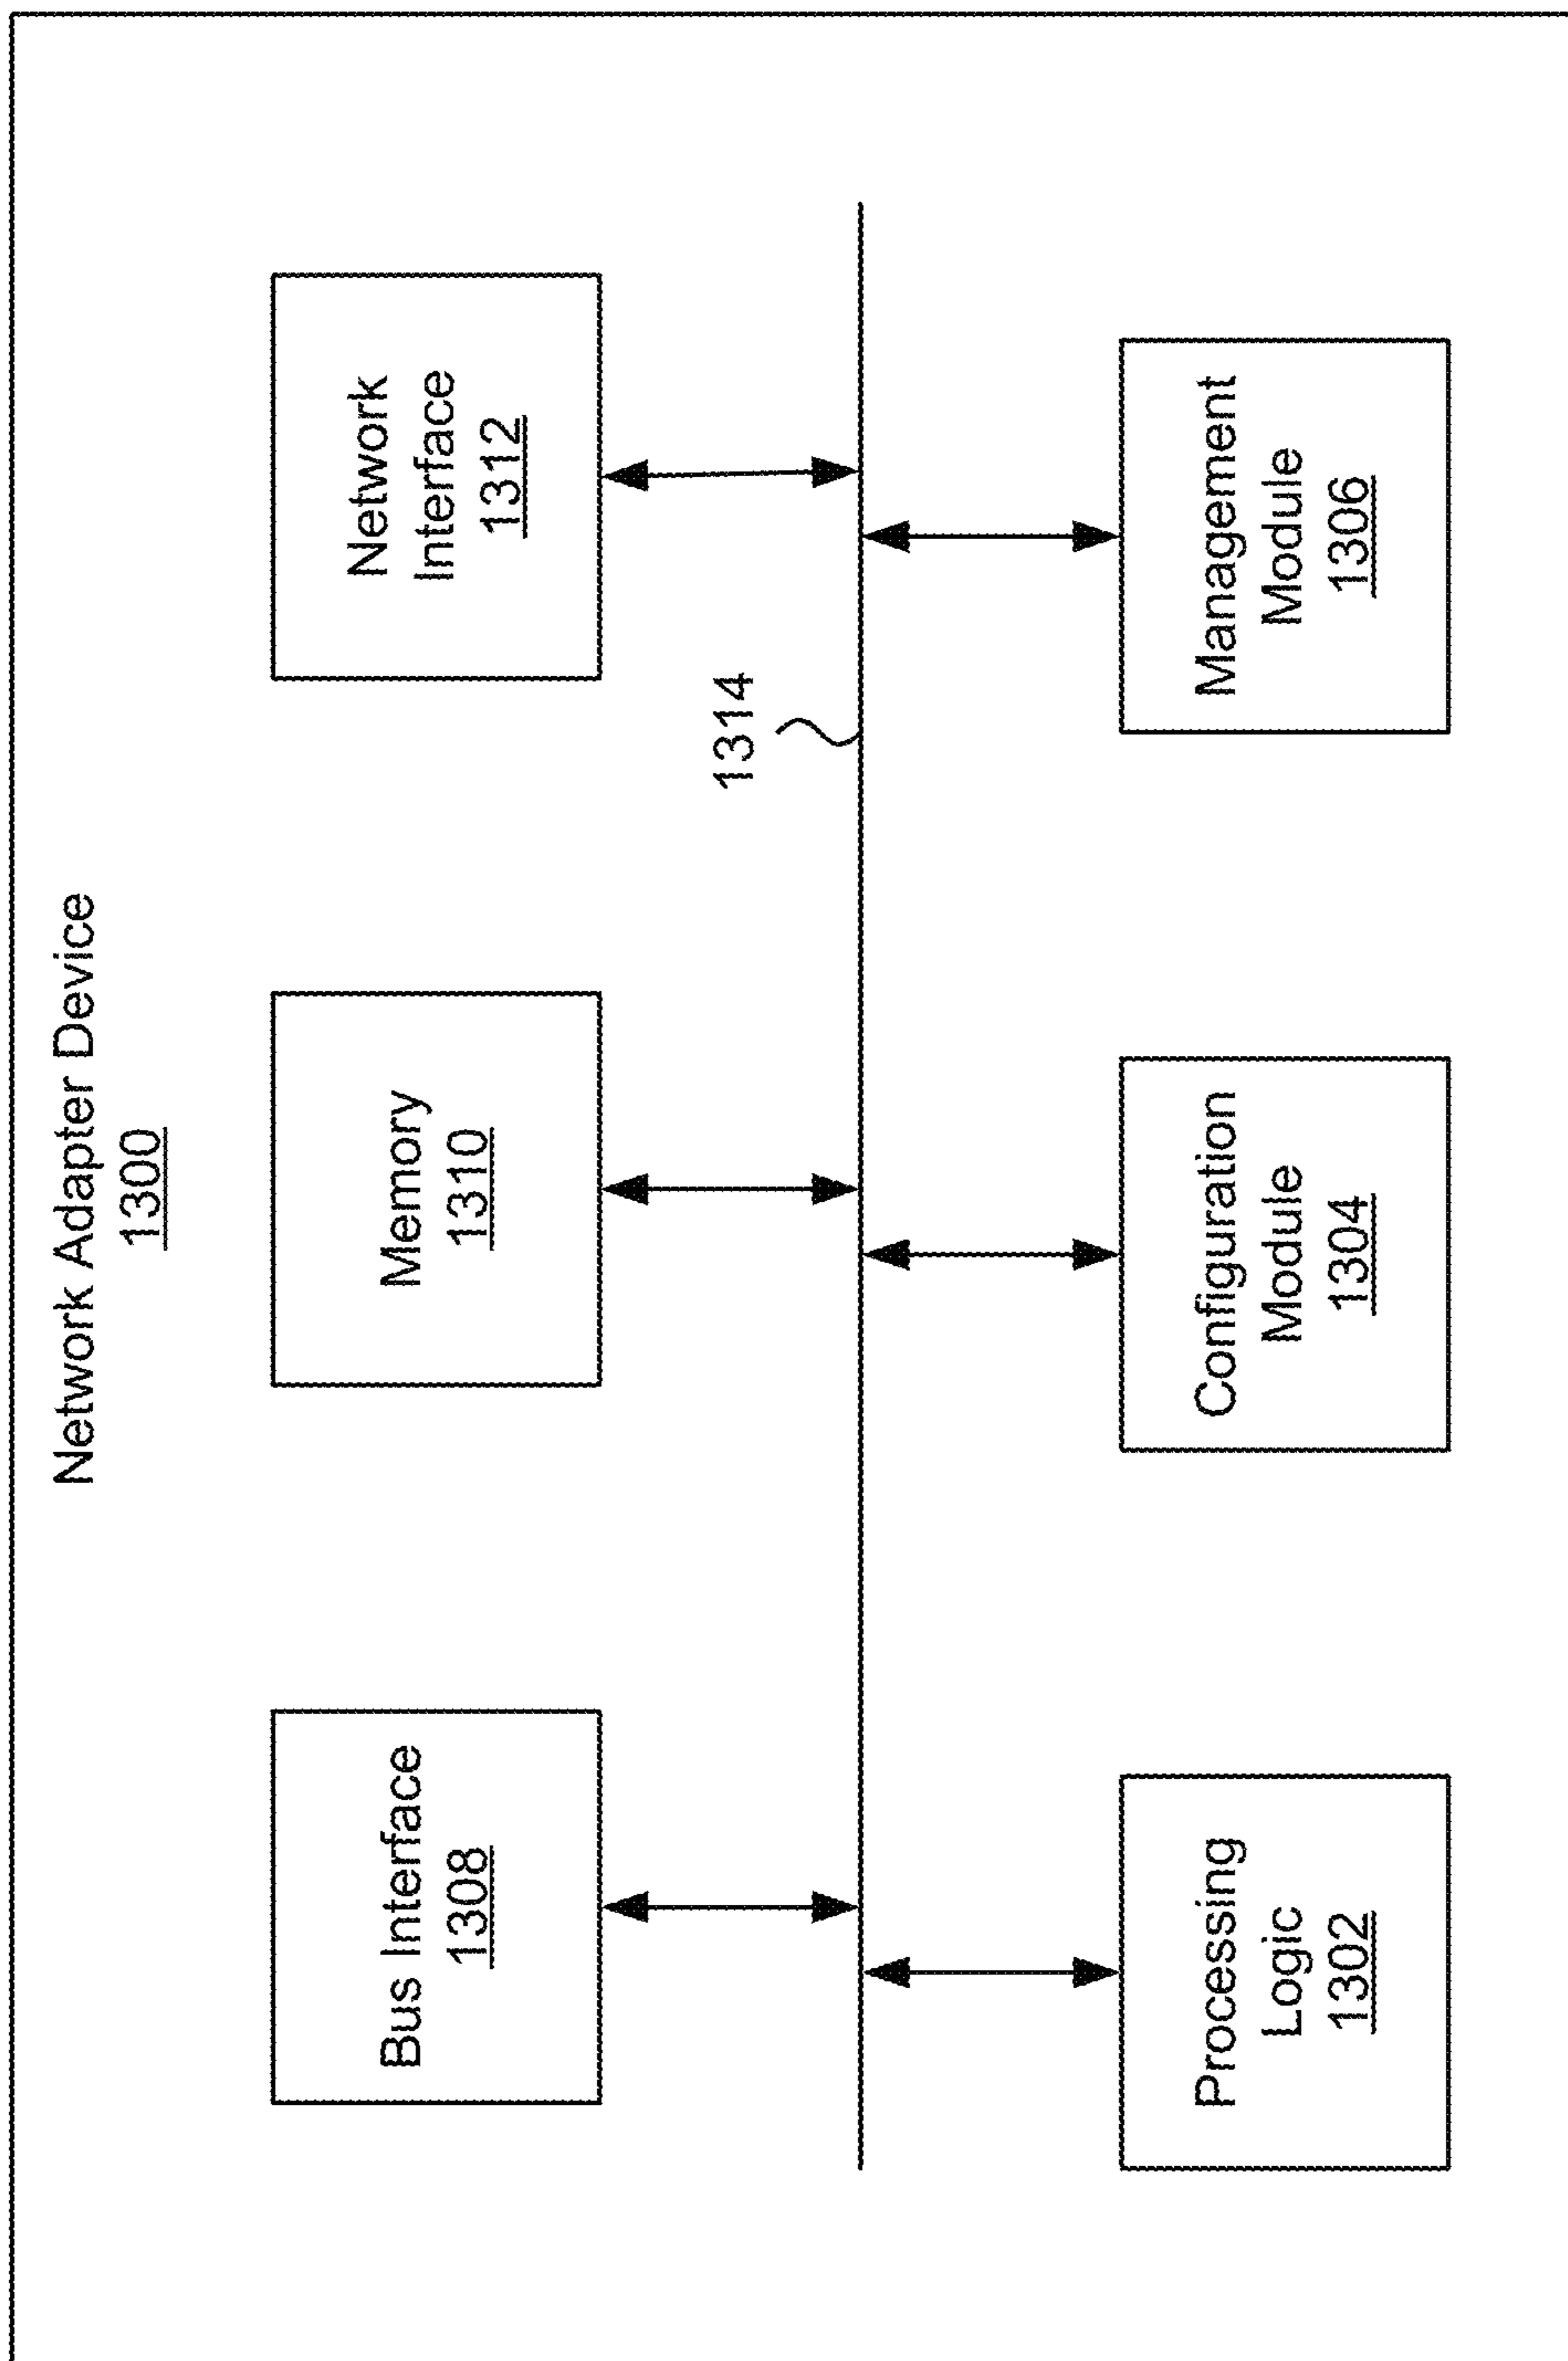 Network Adapter Device
1300
Bus Interface
1308
Memory
1310
Network
Interface
1312
1314
Processing
Logic
1302
Configuration
Module
1304
Management
Module
1306